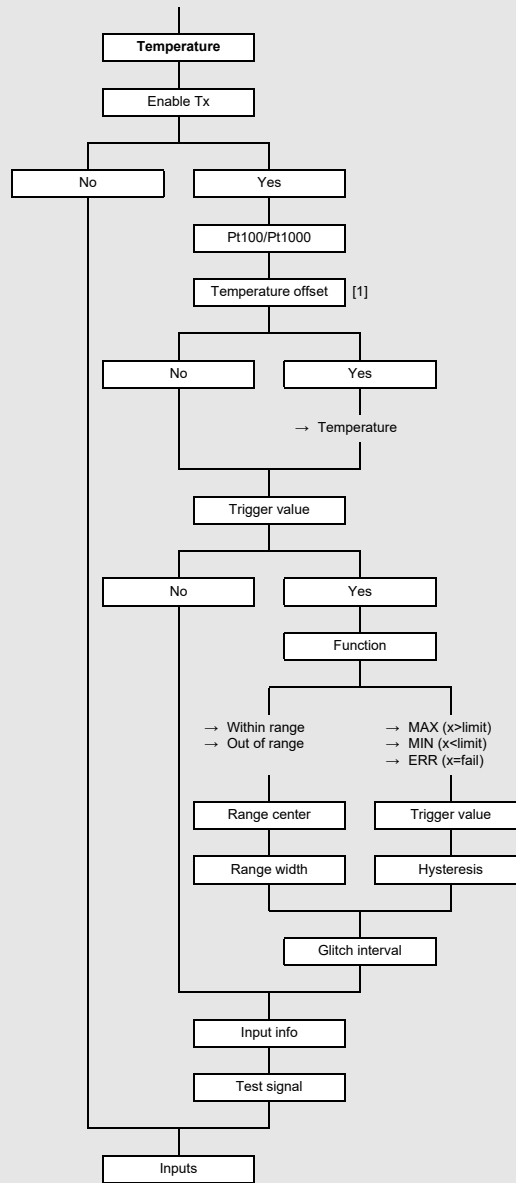 Temperature
Enable Tx
No
Yes
Pt100/Pt1000
Temperature offset [1]
No
Yes
→ Temperature
Trigger value
No
Yes
Function
→ Within range
→ Out of range
→ MAX (x>limit)
→ MIN (x<limit)
→ ERR (x=fail)
Range center
Trigger value
Range width
Hysteresis
Glitch interval
Input info
Test signal
Inputs